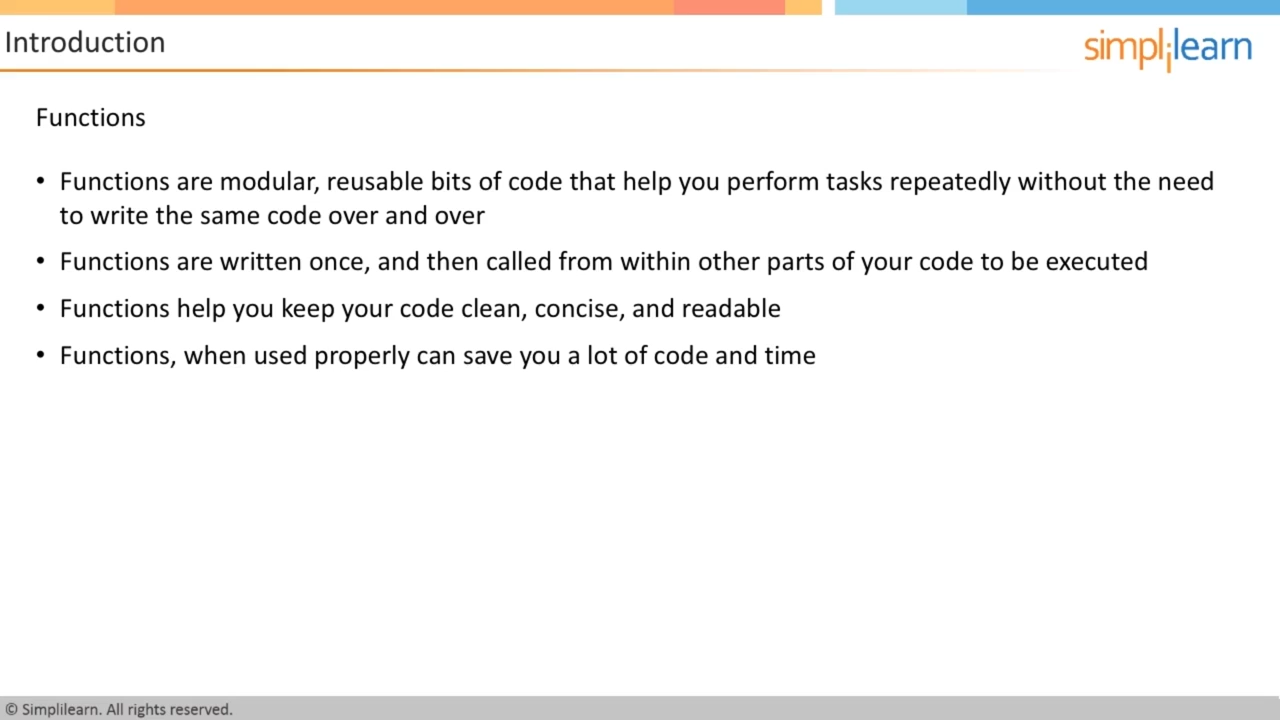 Introduction
simplilearn
Functions
• Functions are modular, reusable bits of code that help you perform tasks repeatedly without the need
to write the same code over and over
• Functions are written once, and then called from within other parts of your code to be executed
• Functions help you keep your code clean, concise, and readable
• Functions, when used properly can save you a lot of code and time
© Simplilearn. All rights reserved.